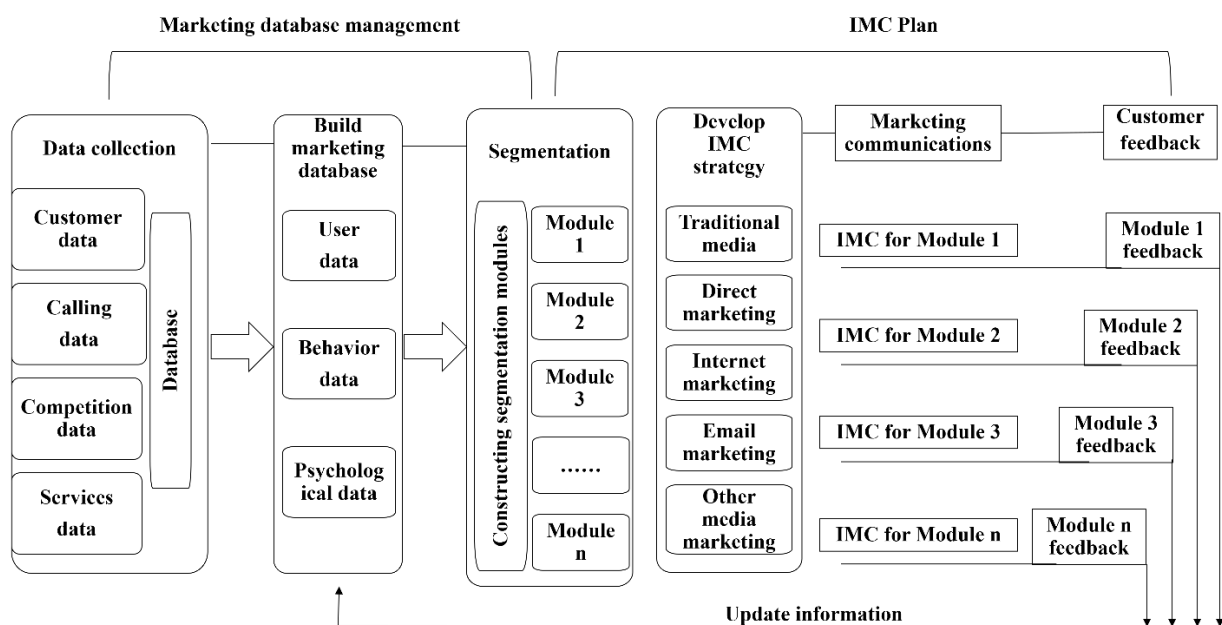 Marketing database management
IMC Plan
Data collection
Customer
data
Calling
data
Competition
data
Services
data
Database
Build
marketing
database
User
data
Behavior
data
Psycholog
ical data
Segmentation
Constructing segmentation modules
Module
1
Module
2
Module
3
……
Module
n
Develop
IMC
strategy
Traditional
media
Direct
marketing
Internet
marketing
Email
marketing
Other
media
marketing
Marketing
communications
IMC for Module 1
IMC for Module 2
IMC for Module 3
IMC for Module n
Customer
feedback
Module 1
feedback
Module 2
feedback
Module 3
feedback
Module n
feedback
Update information